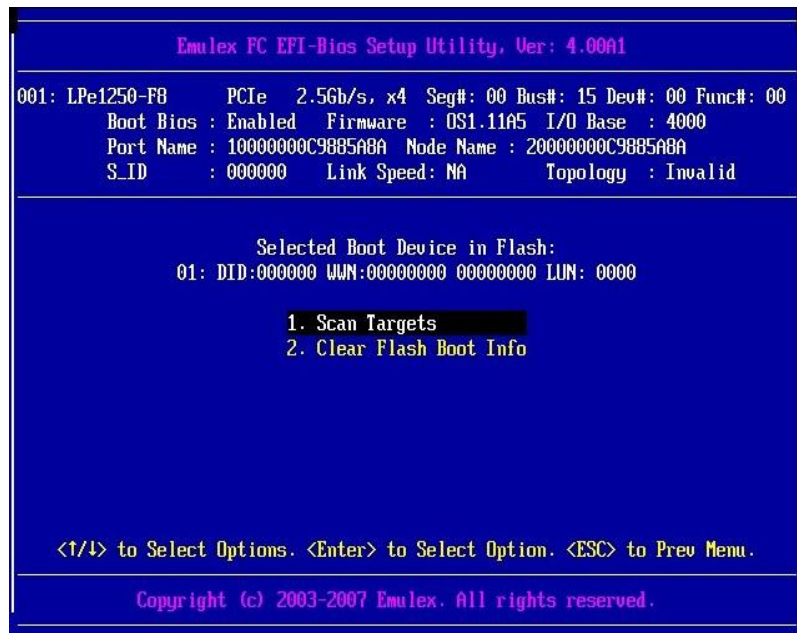 Emulex FC EFI-Bios Setup Utility, Ver: 4.00A1
001: LPe1250-F8 PCIe 2.5Gb/s, x4 Seg#: 00 Bus#: 15 Dev#: 00 Func#: 00
Boot Bios : Enabled Firmware : OS1.11A5 I/O Base : 4000
Port Name : 10000000C9885A8A Node Name : 20000000C9885A8A
S_ID : 000000 Link Speed: NA Topology : Invalid
Selected Boot Device in Flash:
01: DID:000000 WWN:00000000 00000000 LUN: 0000
1. Scan Targets
2. Clear Flash Boot Info
<↑/↓> to Select Options. <Enter> to Select Option. <ESC> to Prev Menu.
Copyright (c) 2003-2007 Emulex. All rights reserved.